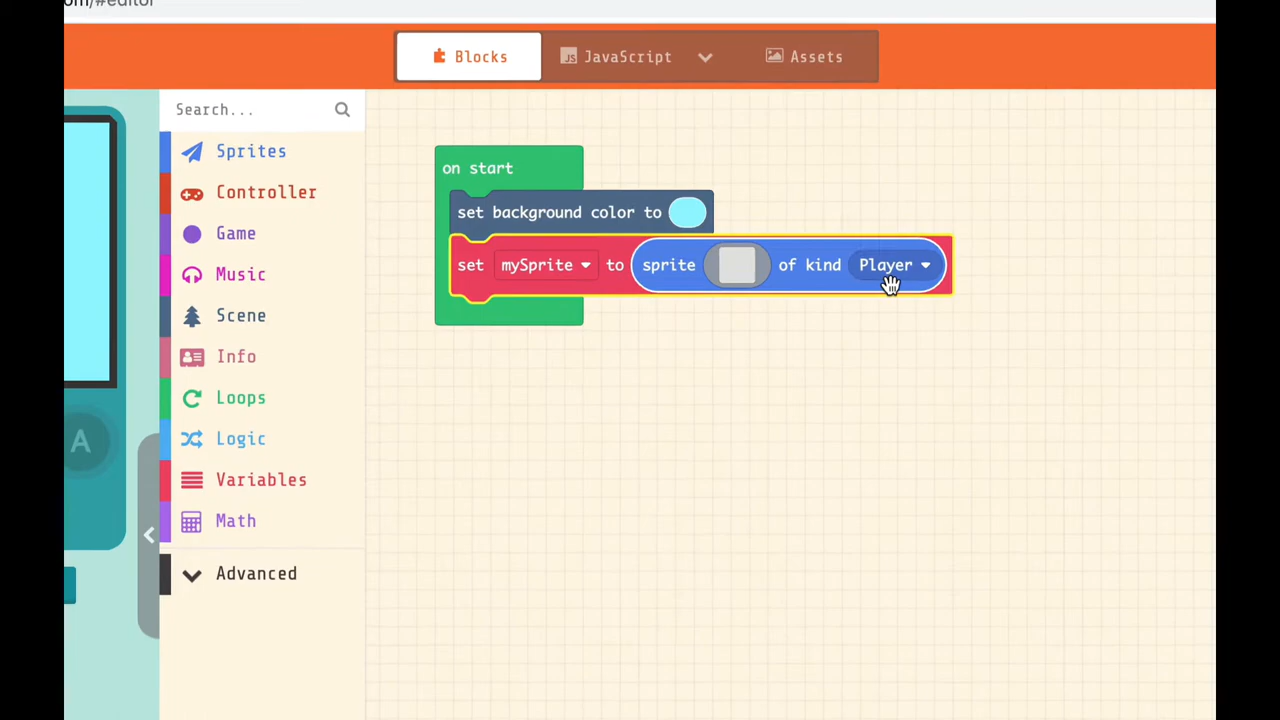 om/#editor
Blocks
JS JavaScript
Assets
Search...
Sprites
Controller
Game
Music
Scene
Info
Loops
Logic
Variables
Math
Advanced
A
on start
set background color to
set mySprite to sprite of kind Player